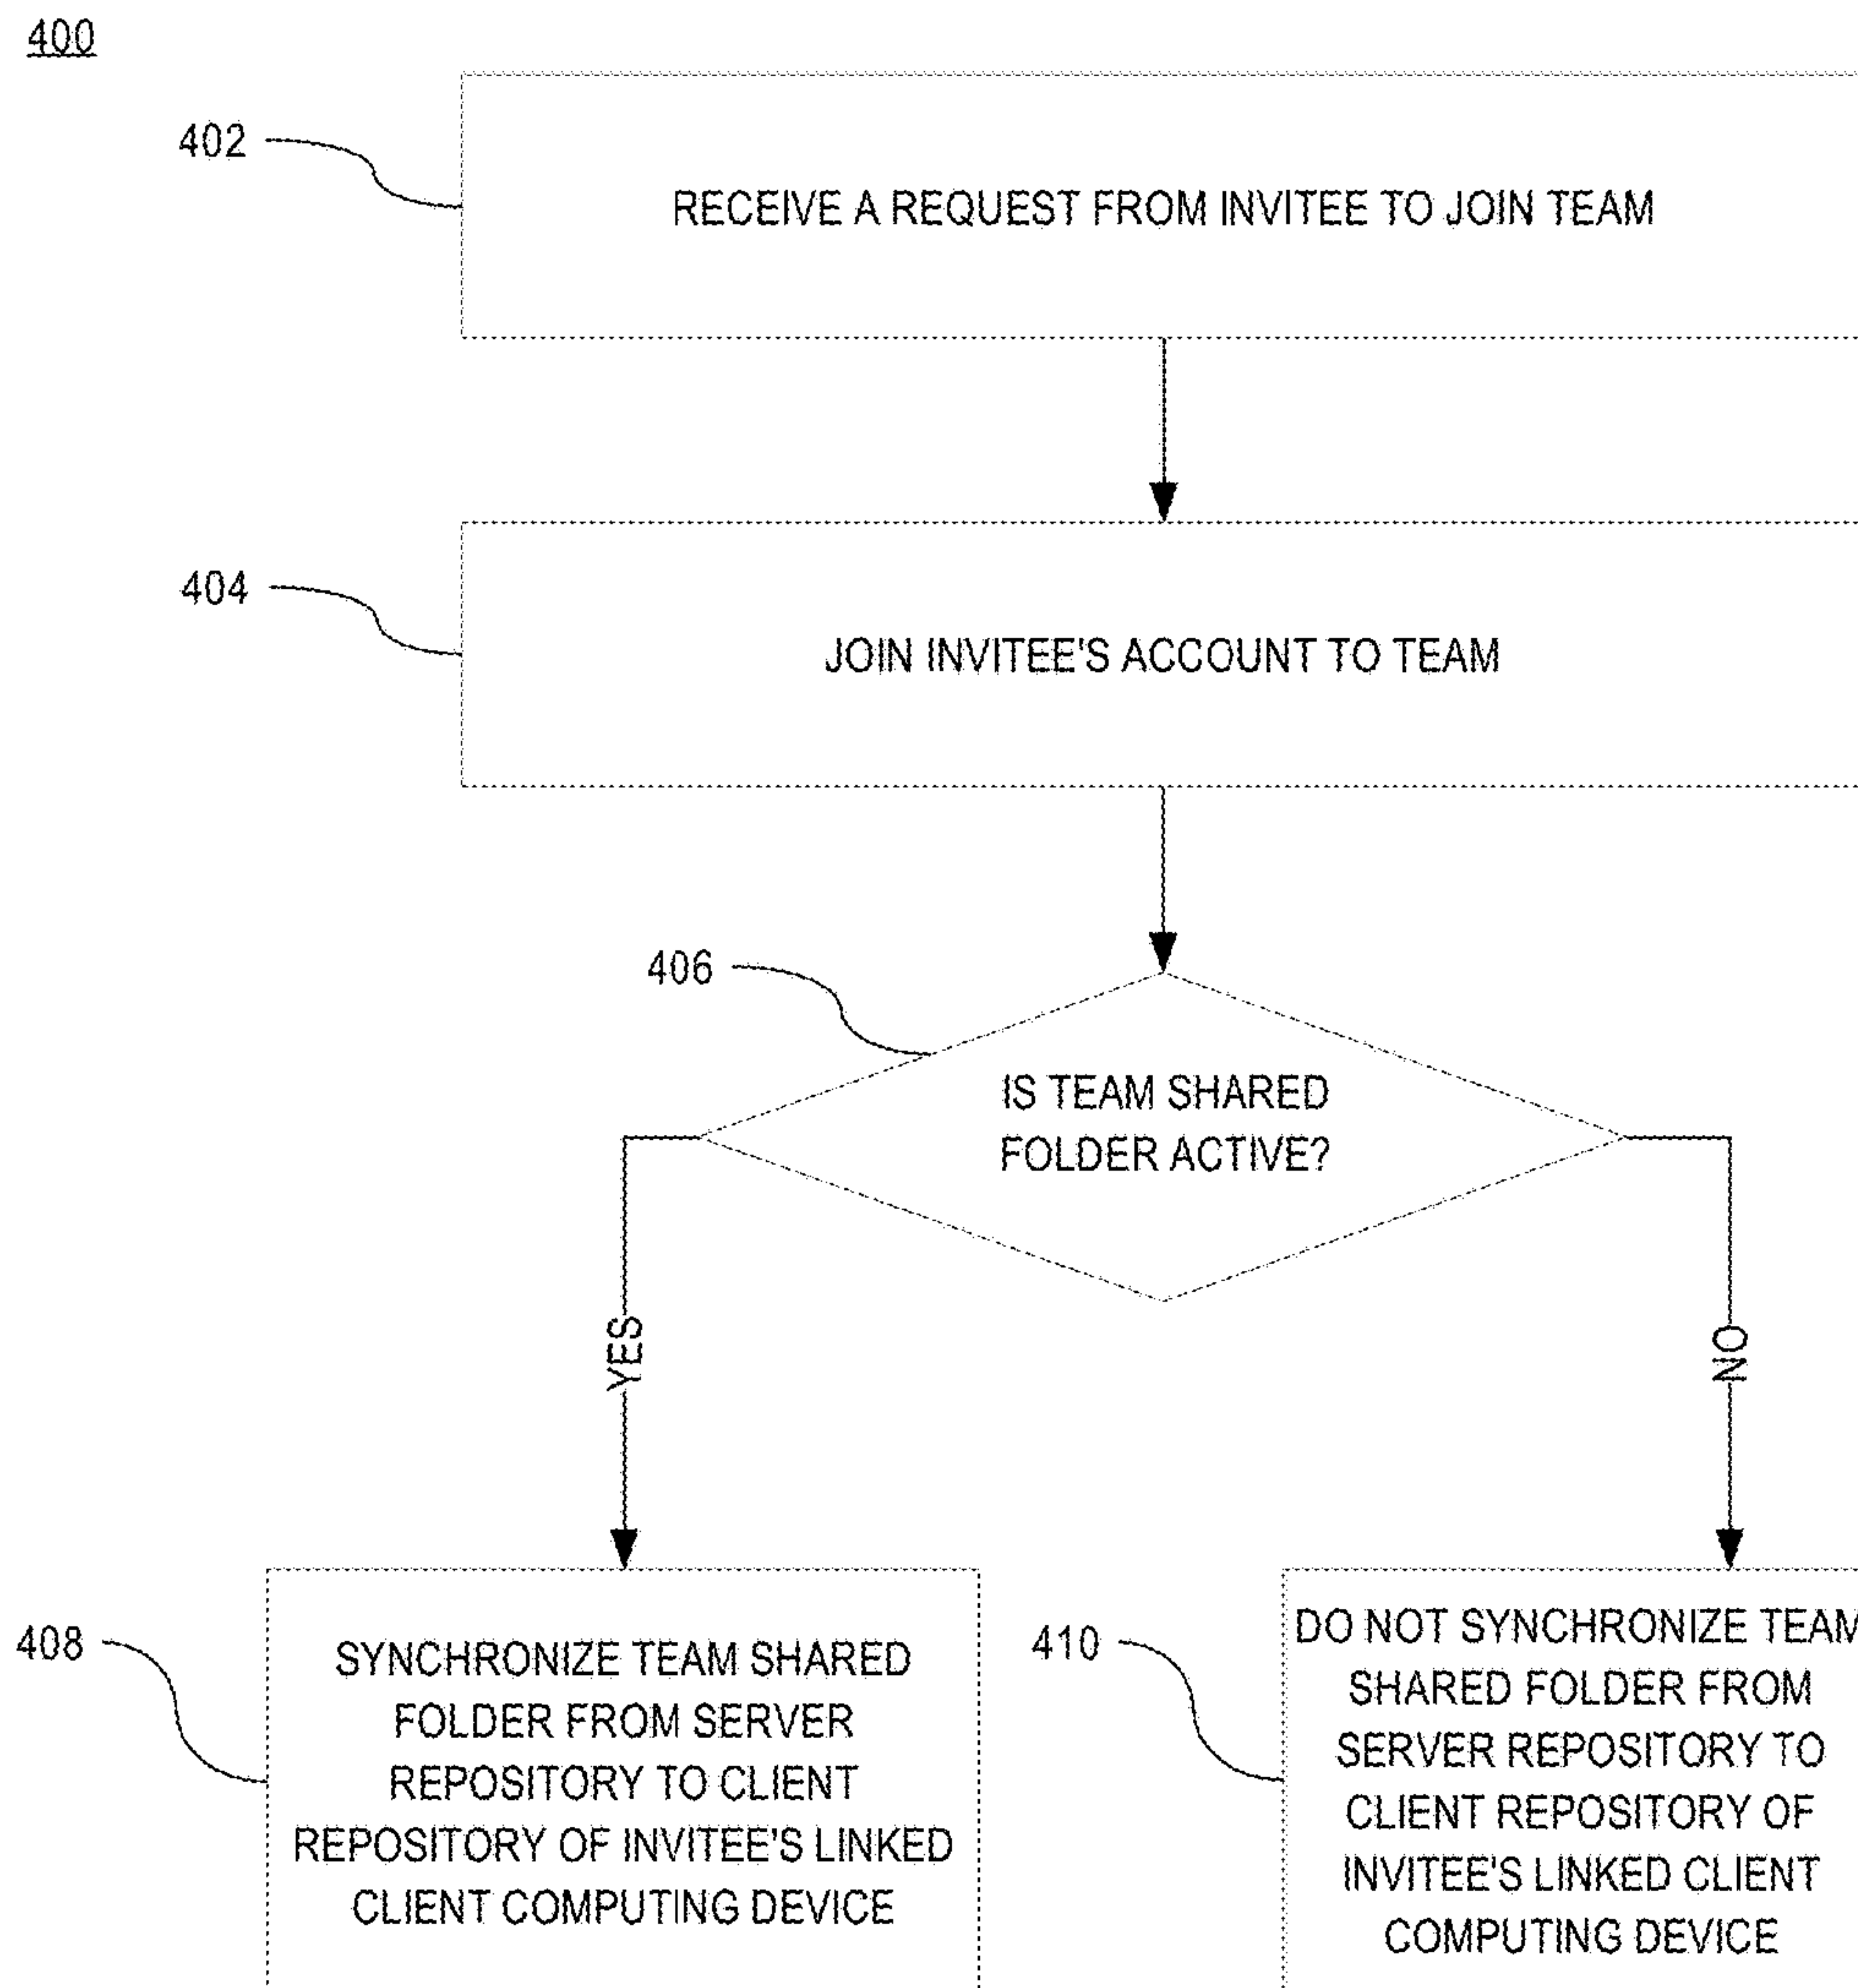 400
402
RECEIVE A REQUEST FROM INVITEE TO JOIN TEAM
404
JOIN INVITEE'S ACCOUNT TO TEAM
406
IS TEAM SHARED
FOLDER ACTIVE?
YES
NO
408
SYNCHRONIZE TEAM SHARED
FOLDER FROM SERVER
REPOSITORY TO CLIENT
REPOSITORY OF INVITEE'S LINKED
CLIENT COMPUTING DEVICE
410
DO NOT SYNCHRONIZE TEAM
SHARED FOLDER FROM
SERVER REPOSITORY TO
CLIENT REPOSITORY OF
INVITEE'S LINKED CLIENT
COMPUTING DEVICE